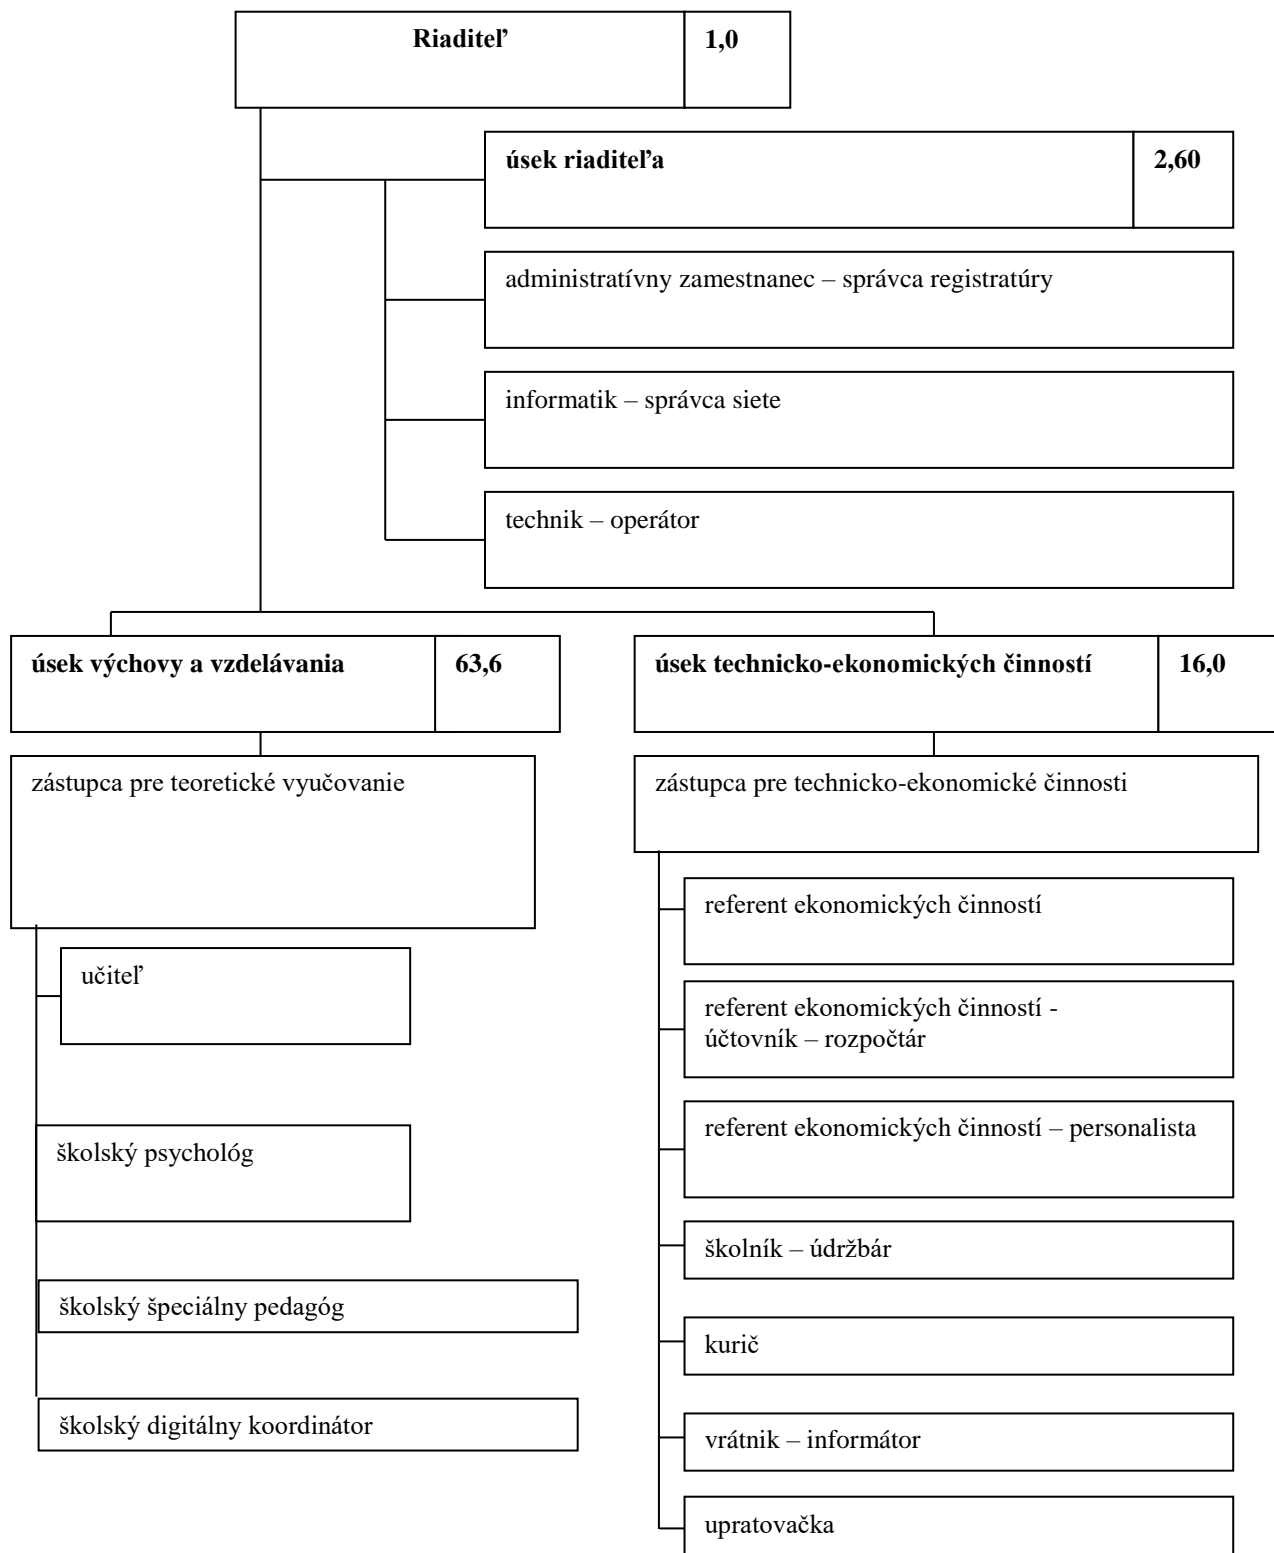 Riaditeľ 1,0
úsek riaditeľa 2,60
administratívny zamestnanec – správca registratúry
informatik – správca siete
technik – operátor
úsek výchovy a vzdelávania 63,6
zástupca pre teoretické vyučovanie
učiteľ
školský psychológ
školský špeciálny pedagóg
školský digitálny koordinátor
úsek technicko-ekonomických činností 16,0
zástupca pre technicko-ekonomické činnosti
referent ekonomických činností
referent ekonomických činností -
účtovník – rozpočtár
referent ekonomických činností – personalista
školník – údržbár
kurič
vrátnik – informátor
upratovačka